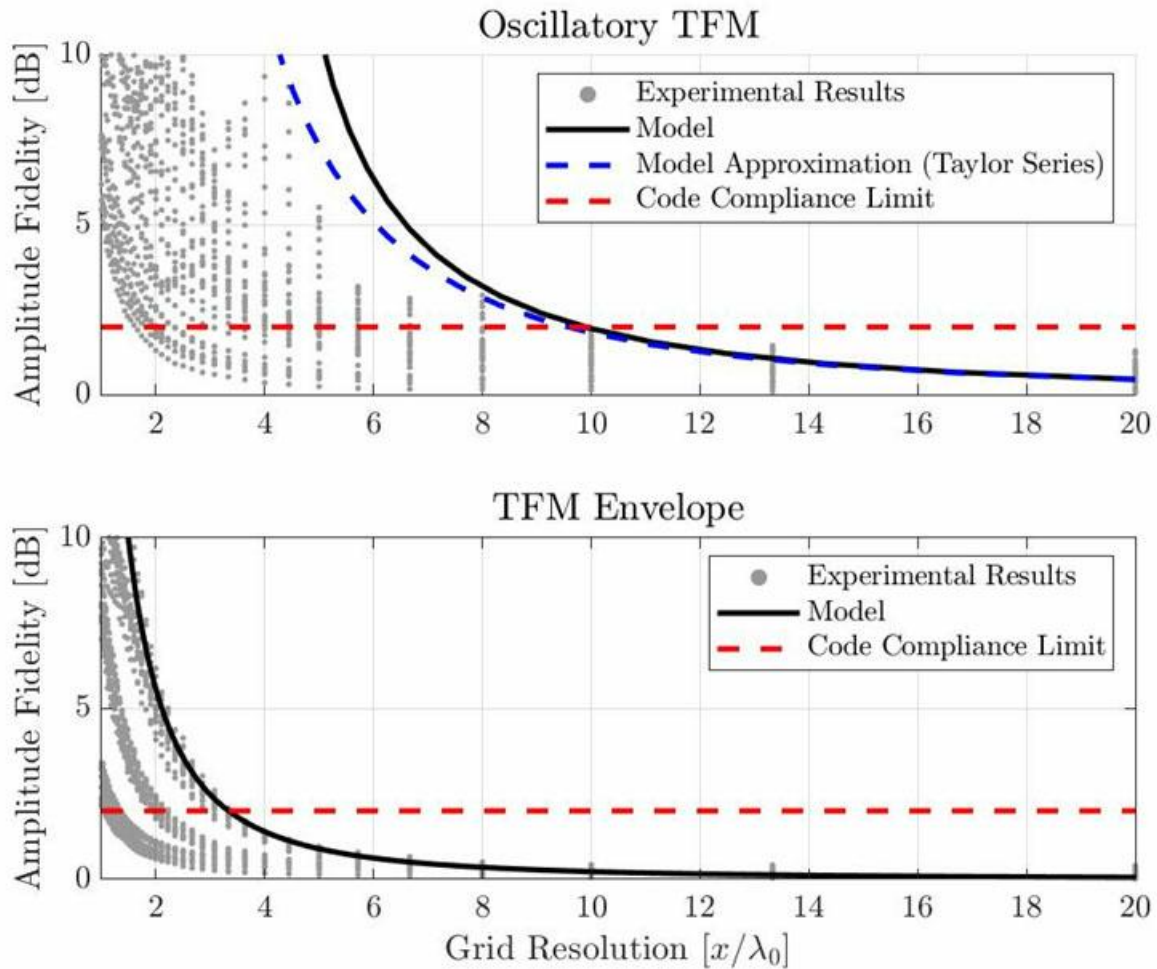 Oscillatory TFM
Amplitude Fidelity [dB]
10
5
0
Experimental Results
Model
Model Approximation (Taylor Series)
Code Compliance Limit
2 4 6 8 10 12 14 16 18 20
TFM Envelope
Amplitude Fidelity [dB]
10
5
0
Experimental Results
Model
Code Compliance Limit
2 4 6 8 10 12 14 16 18 20
Grid Resolution [x/λ₀]